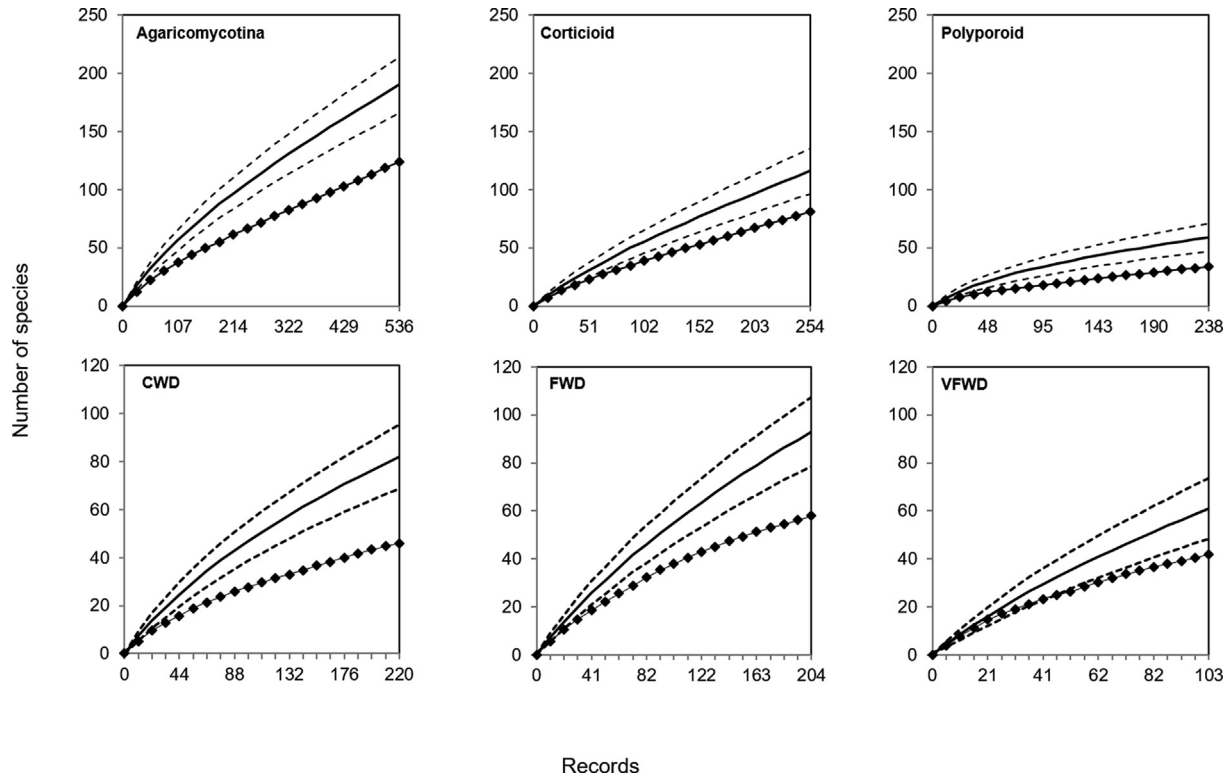 Number of species
Agaricomycotina
250
200
150
100
50
0
0 107 214 322 429 536
Corticioid
250
200
150
100
50
0
0 51 102 152 203 254
Polyporoid
250
200
150
100
50
0
0 48 95 143 190 238
CWD
120
100
80
60
40
20
0
0 44 88 132 176 220
FWD
120
100
80
60
40
20
0
0 41 82 122 163 204
VFWD
120
100
80
60
40
20
0
0 21 41 62 82 103
Records